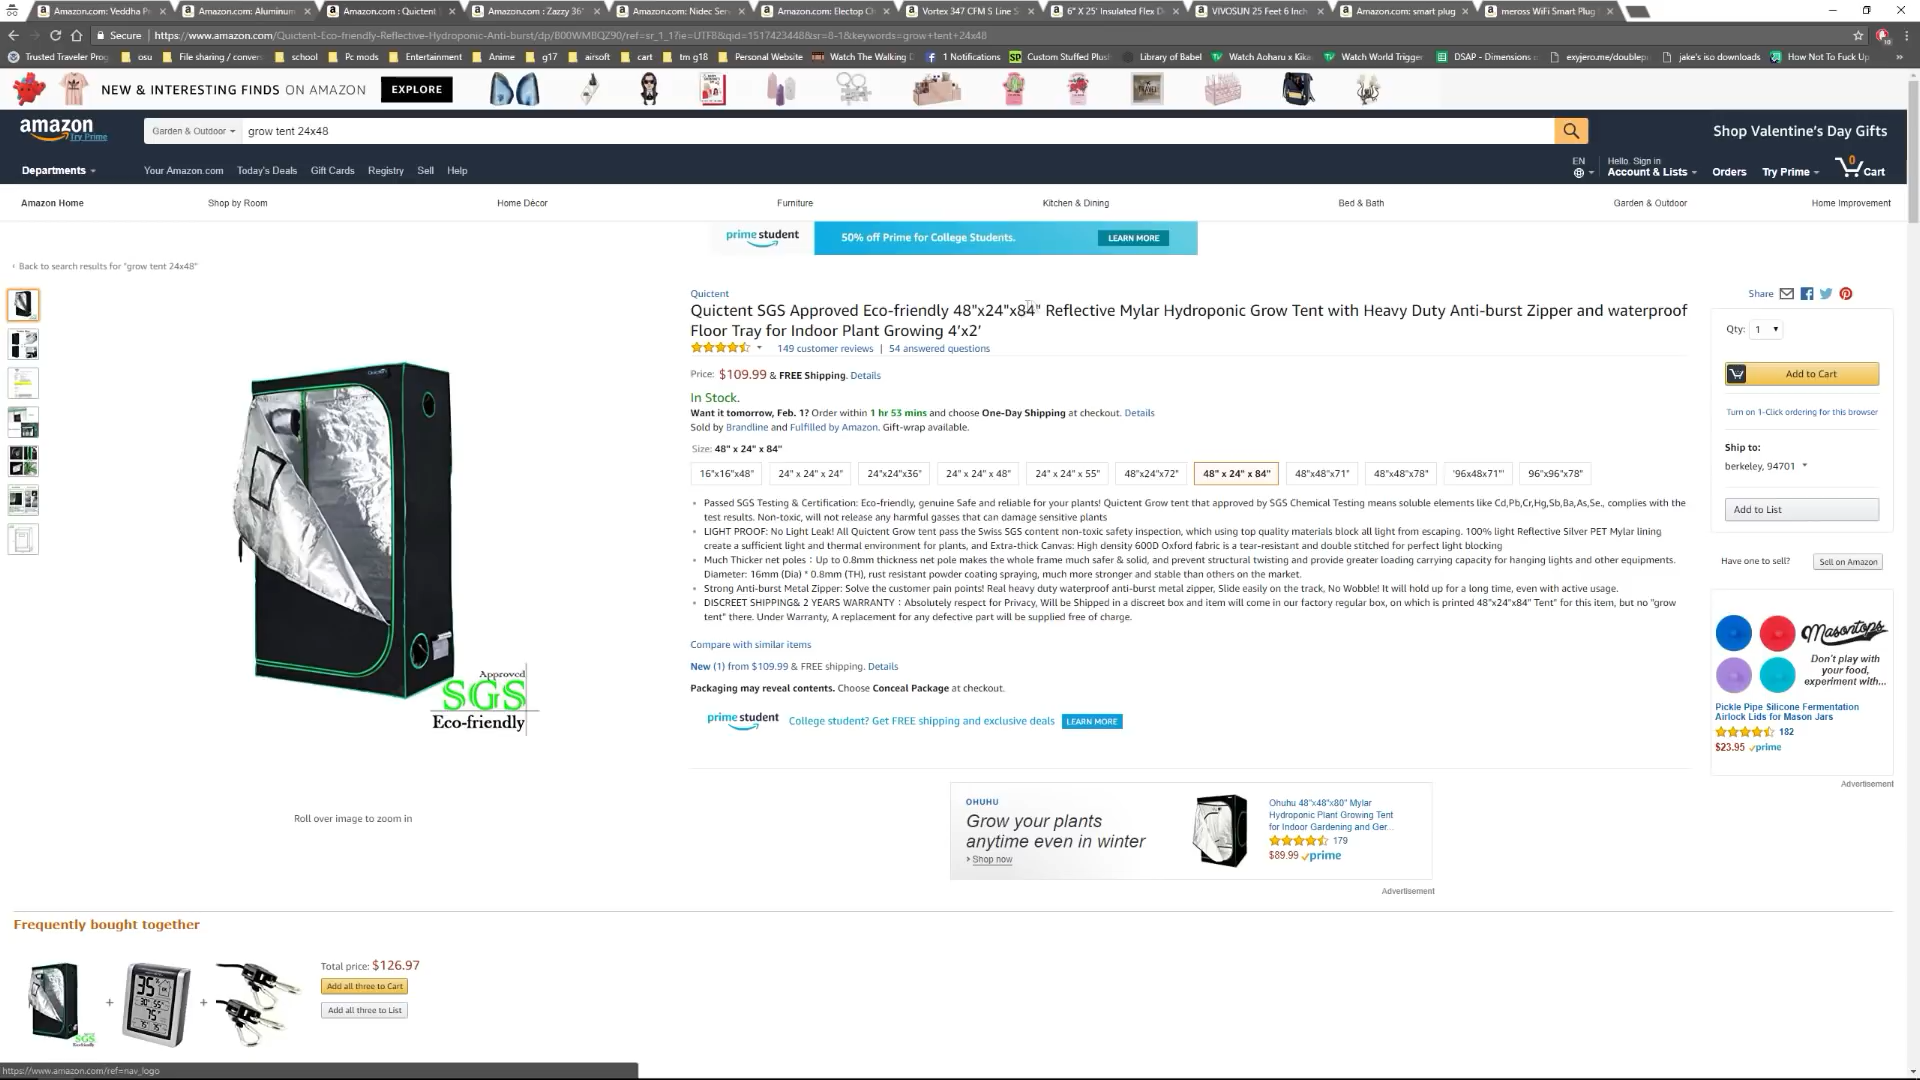 Amazon.com: Veddha P
Amazon.com: Aluminum
Amazon.com : Quictent
Amazon.com : Zazzy 36"
Amazon.com: Nidec Ser
Amazon.com: Electop C
Vortex 347 CFM S Line S
6" X 25' Insulated Flex D
VIVOSUN 25 Feet 6 Inch
Amazon.com: smart plug
meross WiFi Smart Plug
Secure
https://www.amazon.com/Quictent-Eco-friendly-Reflective-Hydroponic-Anti-burst/dp/B00WMBQZ90/ref=sr_1_1?ie=UTF8&qid=1517423448&sr=8-1&keywords=grow+tent+24x48
Trusted Traveler Prog
osu
File sharing / conver
school
Pc mods
Entertainment
Anime
g17
airsoft
cart
tm g18
Personal Website
Watch The Walking D
1 Notifications
Custom Stuffed Plus
Library of Babel
Watch Aoharu x Kika
Watch World Trigger
DSAP - Dimensions
exyjero.me/doublep
jake's iso downloads
How Not To Fuck Up
NEW & INTERESTING FINDS ON AMAZON EXPLORE
amazon
Try Prime
Garden & Outdoor
grow tent 24x48
Shop Valentine's Day Gifts
Departments
Your Amazon.com Today's Deals Gift Cards Registry Sell Help
EN
Hello. Sign in
Account & Lists
Orders
Try Prime
0
Cart
Amazon Home Shop by Room Home Décor Furniture Kitchen & Dining Bed & Bath Garden & Outdoor Home Improvement
prime student
50% off Prime for College Students.
LEARN MORE
‹ Back to search results for "grow tent 24x48"
Quictent
Quictent SGS Approved Eco-friendly 48"x24"x84" Reflective Mylar Hydroponic Grow Tent with Heavy Duty Anti-burst Zipper and waterproof
Floor Tray for Indoor Plant Growing 4'x2'
149 customer reviews | 54 answered questions
Price: $109.99 & FREE Shipping. Details
In Stock.
Want it tomorrow, Feb. 1? Order within 1 hr 53 mins and choose One-Day Shipping at checkout. Details
Sold by Brandline and Fulfilled by Amazon. Gift-wrap available.
Size: 48" x 24" x 84"
16"x16"x48"
24" x 24" x 24"
24"x24"x36"
24" x 24" x 48"
24" x 24" x 55"
48"x24"x72"
48" x 24" x 84"
48"x48"x71"
48"x48"x78"
'96x48x71"'
96"x96"x78"
• Passed SGS Testing & Certification: Eco-friendly, genuine Safe and reliable for your plants! Quictent Grow tent that approved by SGS Chemical Testing means soluble elements like Cd,Pb,Cr,Hg,Sb,Ba,As,Se., complies with the
test results. Non-toxic, will not release any harmful gasses that can damage sensitive plants
• LIGHT PROOF: No Light Leak! All Quictent Grow tent pass the Swiss SGS content non-toxic safety inspection, which using top quality materials block all light from escaping. 100% light Reflective Silver PET Mylar lining
create a sufficient light and thermal environment for plants, and Extra-thick Canvas: High density 600D Oxford fabric is a tear-resistant and double stitched for perfect light blocking
• Much Thicker net poles：Up to 0.8mm thickness net pole makes the whole frame much safer & solid, and prevent structural twisting and provide greater loading carrying capacity for hanging lights and other equipments.
Diameter: 16mm (Dia) * 0.8mm (TH), rust resistant powder coating spraying, much more stronger and stable than others on the market.
• Strong Anti-burst Metal Zipper: Solve the customer pain points! Real heavy duty waterproof anti-burst metal zipper, Slide easily on the track, No Wobble! It will hold up for a long time, even with active usage.
• DISCREET SHIPPING& 2 YEARS WARRANTY：Absolutely respect for Privacy, Will be Shipped in a discreet box and item will come in our factory regular box, on which is printed 48"x24"x84" Tent" for this item, but no "grow
tent" there. Under Warranty, A replacement for any defective part will be supplied free of charge.
Compare with similar items
New (1) from $109.99 & FREE shipping. Details
Packaging may reveal contents. Choose Conceal Package at checkout.
prime student
College student? Get FREE shipping and exclusive deals
LEARN MORE
Approved
SGS
Eco-friendly
Roll over image to zoom in
Share
Qty: 1
Add to Cart
Turn on 1-Click ordering for this browser
Ship to:
berkeley, 94701
Add to List
Have one to sell?
Sell on Amazon
Masontops
Don't play with
your food,
experiment with...
Pickle Pipe Silicone Fermentation
Airlock Lids for Mason Jars
182
$23.95 prime
Advertisement
OHUHU
Grow your plants
anytime even in winter
› Shop now
Ohuhu 48"x48"x80" Mylar
Hydroponic Plant Growing Tent
for Indoor Gardening and Ger...
179
$89.99 prime
Advertisement
Frequently bought together
+
+
Total price: $126.97
Add all three to Cart
Add all three to List
https://www.amazon.com/ref=nav_logo